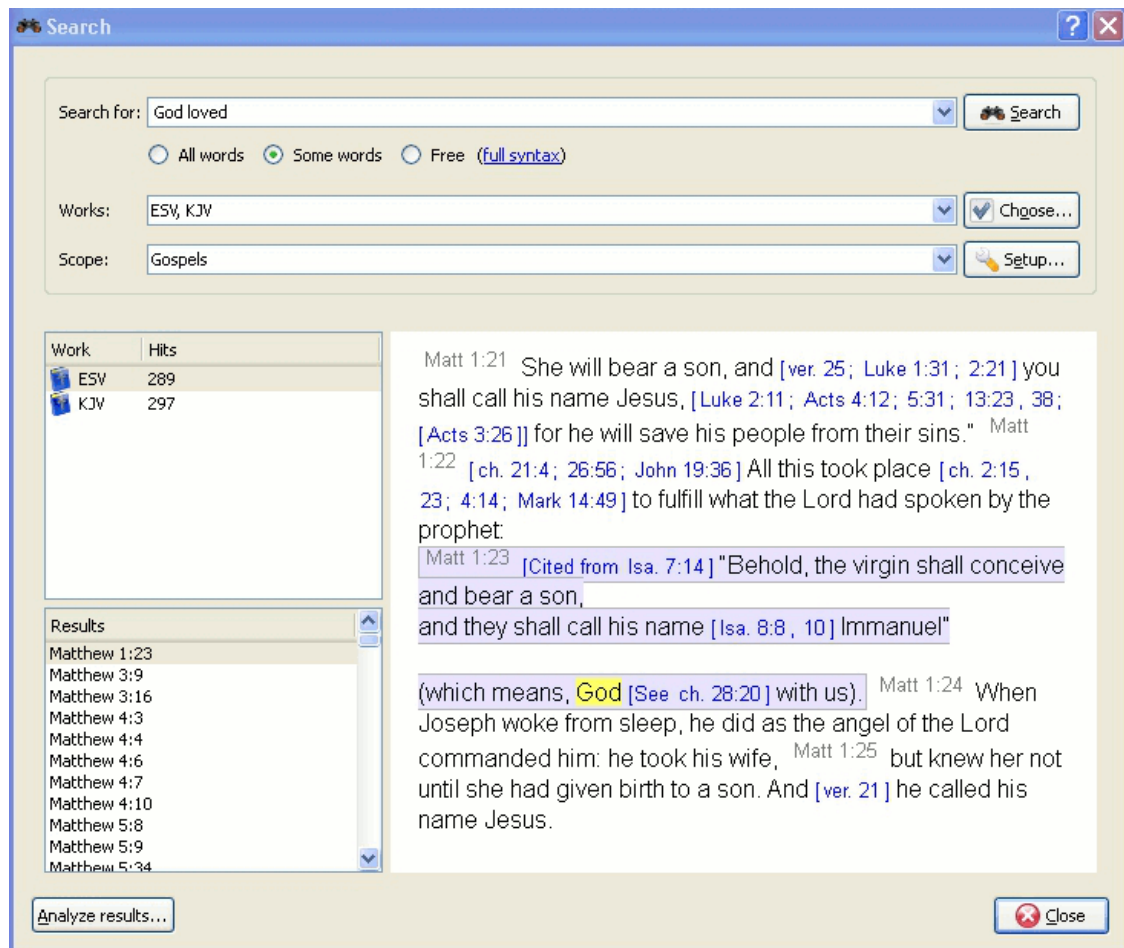 Search
Search for: God loved Search
All words Some words Free (full syntax)
Works: ESV, KJV Choose...
Scope: Gospels Setup...
Work Hits
ESV 289
KJV 297
Results
Matthew 1:23
Matthew 3:9
Matthew 3:16
Matthew 4:3
Matthew 4:4
Matthew 4:6
Matthew 4:7
Matthew 4:10
Matthew 5:8
Matthew 5:9
Matthew 5:34
Matt 1:21 She will bear a son, and [ver. 25; Luke 1:31; 2:21] you
shall call his name Jesus, [Luke 2:11; Acts 4:12; 5:31; 13:23, 38;
[Acts 3:26]] for he will save his people from their sins." Matt
1:22 [ch. 21:4; 26:56; John 19:36] All this took place [ch. 2:15,
23; 4:14; Mark 14:49] to fulfill what the Lord had spoken by the
prophet:
Matt 1:23 [Cited from Isa. 7:14] "Behold, the virgin shall conceive
and bear a son,
and they shall call his name [Isa. 8:8, 10] Immanuel"
(which means, God [See ch. 28:20] with us). Matt 1:24 When
Joseph woke from sleep, he did as the angel of the Lord
commanded him: he took his wife, Matt 1:25 but knew her not
until she had given birth to a son. And [ver. 21] he called his
name Jesus.
Analyze results... Close